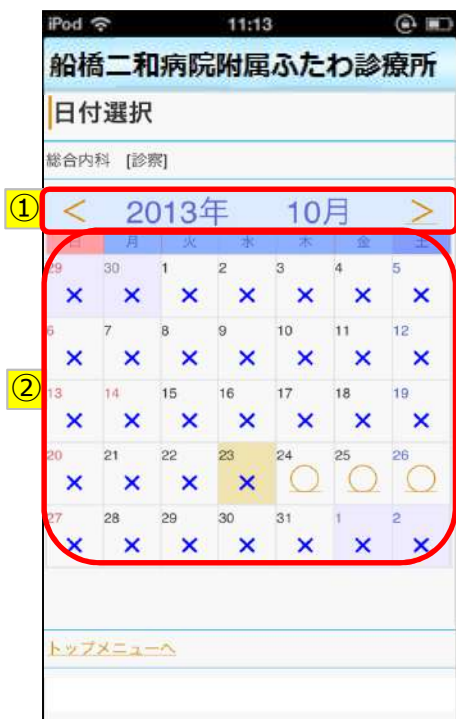 iPod 11:13
船橋二和病院附属ふたわ診療所
日付選択
総合内科 [診察]
① < 2013年 10月 >
日 月 火 水 木 金 土
29 30 1 2 3 4 5
× × × × × × ×
6 7 8 9 10 11 12
× × × × × × ×
②
13 14 15 16 17 18 19
× × × × × × ×
20 21 22 23 24 25 26
× × × × ○ ○ ○
27 28 29 30 31 1 2
× × × × × × ×
トップメニューへ